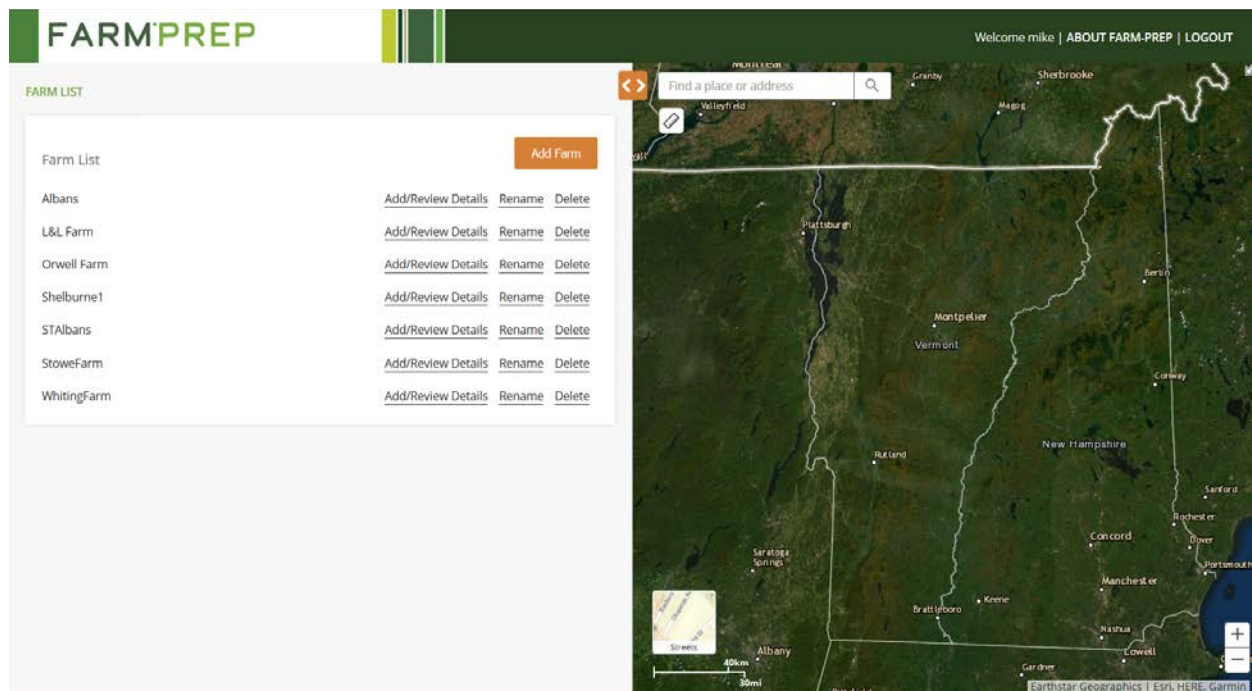 FARM PREP
Welcome mike | ABOUT FARM-PREP | LOGOUT
FARM LIST
Farm List
Add Farm
Albans Add/Review Details Rename Delete
L&L Farm Add/Review Details Rename Delete
Orwell Farm Add/Review Details Rename Delete
Shelburne1 Add/Review Details Rename Delete
STAlbans Add/Review Details Rename Delete
StoweFarm Add/Review Details Rename Delete
WhitingFarm Add/Review Details Rename Delete
Find a place or address
Montreal
Granby
Sherbrooke
Valleyfield
Magog
Plattsburgh
Berlin
Montpelier
Vermont
Conway
New Hampshire
Rutland
Sanford
Rochester
Concord
Dover
Saratoga
Springs
Portsmouth
Manchester
Keene
Brattleboro
Nashua
Streets
Albany
Lowell
40km
Gardner
30mi
+
−
Earthstar Geographics | Esri, HERE, Garmin